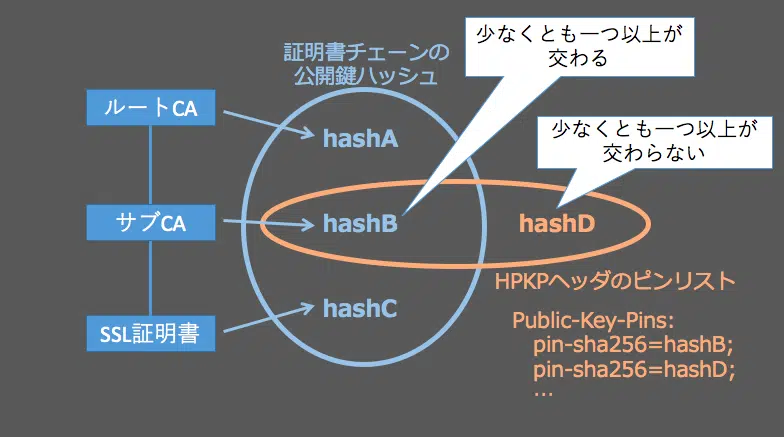 少なくとも一つ以上が
交わる
証明書チェーンの
公開鍵ハッシュ
ルートCA
hashA
少なくとも一つ以上が
交わらない
サブCA
hashB
hashD
HPKPヘッダのピンリスト
SSL証明書
hashC
Public-Key-Pins:
pin-sha256=hashB;
pin-sha256=hashD;
...